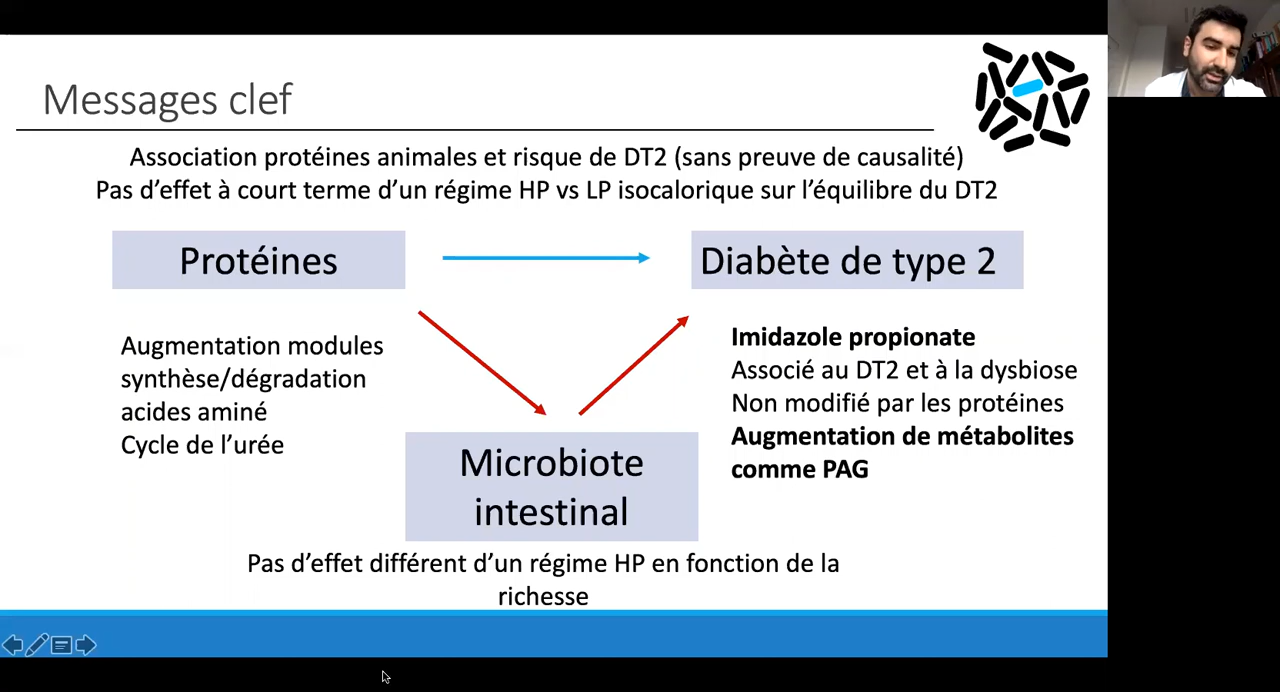 Messages clef
Association protéines animales et risque de DT2 (sans preuve de causalité)
Pas d’effet à court terme d’un régime HP vs LP isocalorique sur l’équilibre du DT2
Protéines
Diabète de type 2
Augmentation modules
synthèse/dégradation
acides aminé
Cycle de l’urée
Imidazole propionate
Associé au DT2 et à la dysbiose
Non modifié par les protéines
Augmentation de métabolites
comme PAG
Microbiote
intestinal
Pas d’effet différent d’un régime HP en fonction de la
richesse